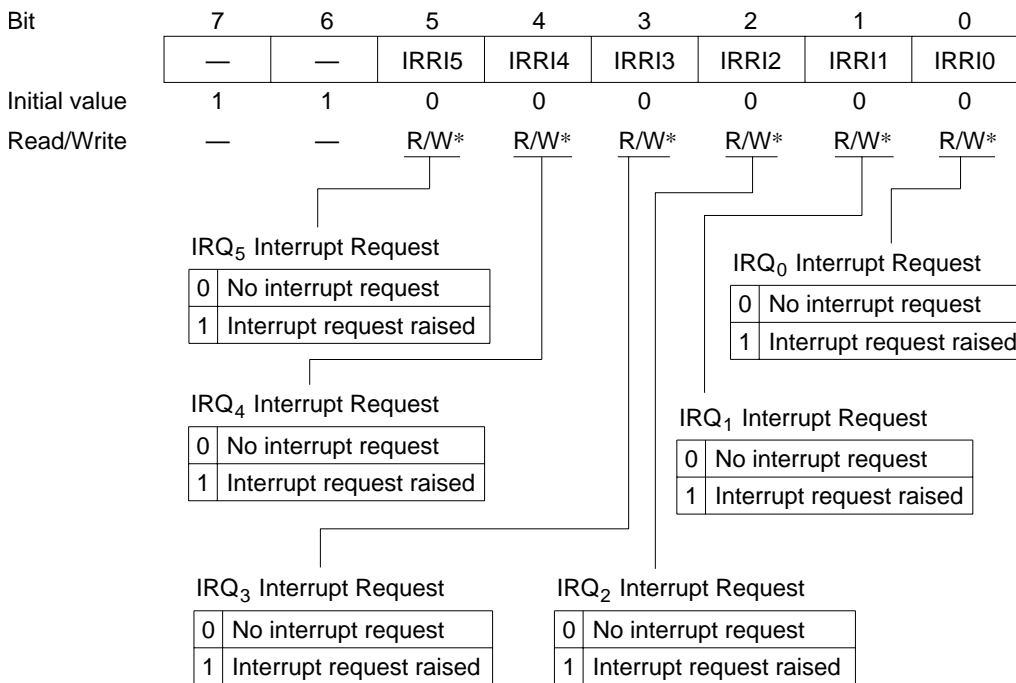 Bit 7 6 5 4 3 2 1 0
— — IRRI5 IRRI4 IRRI3 IRRI2 IRRI1 IRRI0
Initial value 1 1 0 0 0 0 0 0
Read/Write — — R/W* R/W* R/W* R/W* R/W* R/W*
IRQ5 Interrupt Request
0 No interrupt request
1 Interrupt request raised
IRQ0 Interrupt Request
0 No interrupt request
1 Interrupt request raised
IRQ4 Interrupt Request
0 No interrupt request
1 Interrupt request raised
IRQ1 Interrupt Request
0 No interrupt request
1 Interrupt request raised
IRQ3 Interrupt Request
0 No interrupt request
1 Interrupt request raised
IRQ2 Interrupt Request
0 No interrupt request
1 Interrupt request raised